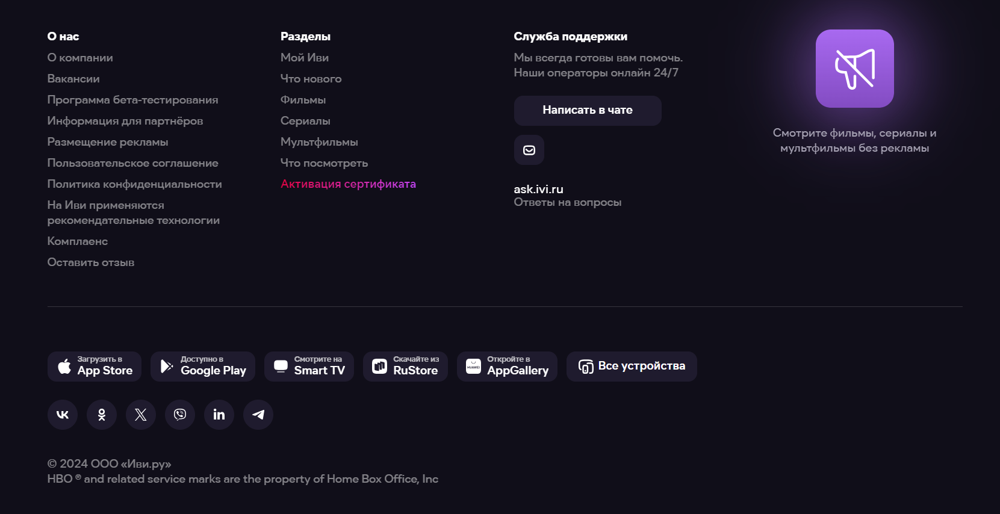 О нас
О компании
Вакансии
Программа бета-тестирования
Информация для партнёров
Размещение рекламы
Пользовательское соглашение
Политика конфиденциальности
На Иви применяются
рекомендательные технологии
Комплаенс
Оставить отзыв
Разделы
Мой Иви
Что нового
Фильмы
Сериалы
Мультфильмы
Что посмотреть
Активация сертификата
Служба поддержки
Мы всегда готовы вам помочь.
Наши операторы онлайн 24/7
Написать в чате
ask.ivi.ru
Ответы на вопросы
Смотрите фильмы, сериалы и
мультфильмы без рекламы
Загрузить в
App Store
Доступно в
Google Play
Смотрите на
Smart TV
Скачайте из
RuStore
HUAWEI
Откройте в
AppGallery
Все устройства
© 2024 ООО «Иви.ру»
HBO ® and related service marks are the property of Home Box Office, Inc